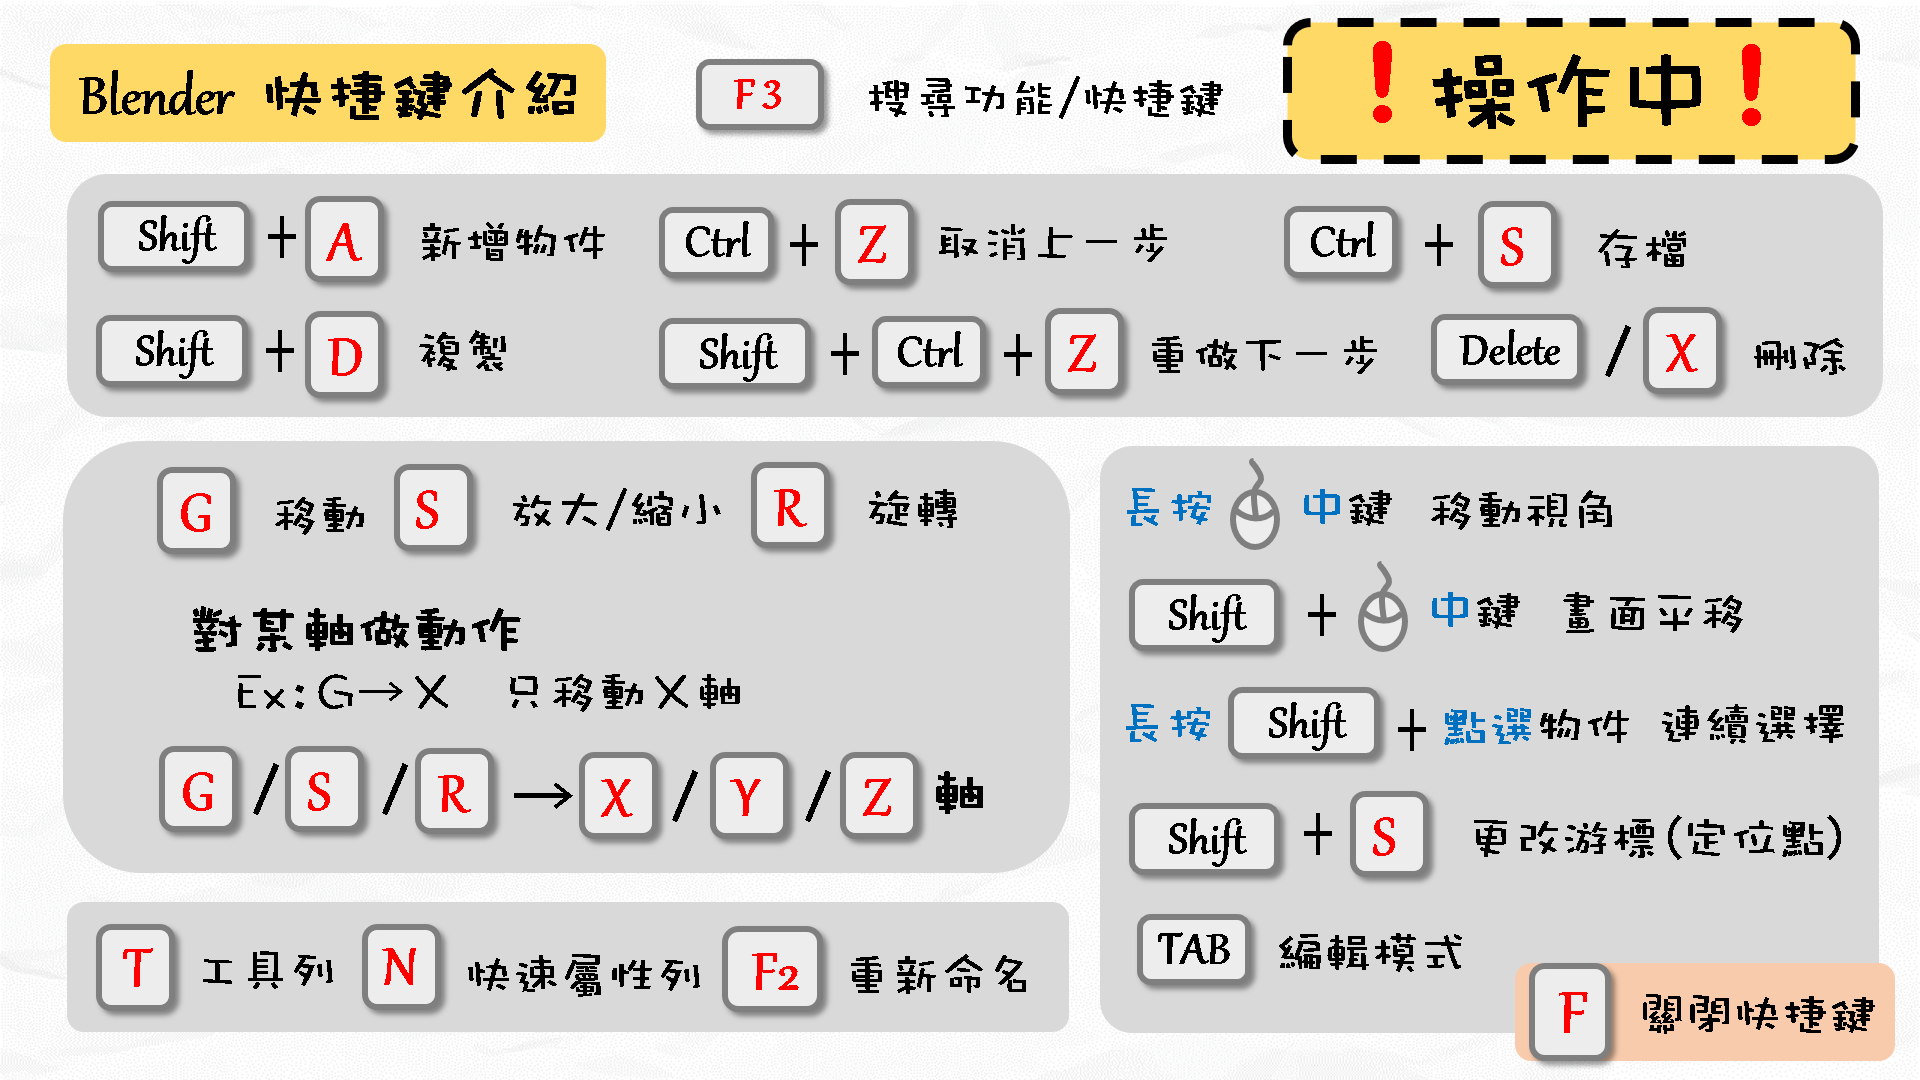 Blender 快捷鍵介紹
F3 搜尋功能/快捷鍵
❗操作中❗
Shift + A 新增物件
Ctrl + Z 取消上一步
Ctrl + S 存檔
Shift + D 複製
Shift + Ctrl + Z 重做下一步
Delete / X 刪除
G 移動 S 放大/縮小 R 旋轉
對某軸做動作
Ex:G→X 只移動X軸
G / S / R → X / Y / Z 軸
T 工具列 N 快速屬性列 F2 重新命名
長按 中鍵 移動視角
Shift + 中鍵 畫面平移
長按 Shift + 點選物件 連續選擇
Shift + S 更改游標(定位點)
TAB 編輯模式
F 關閉快捷鍵